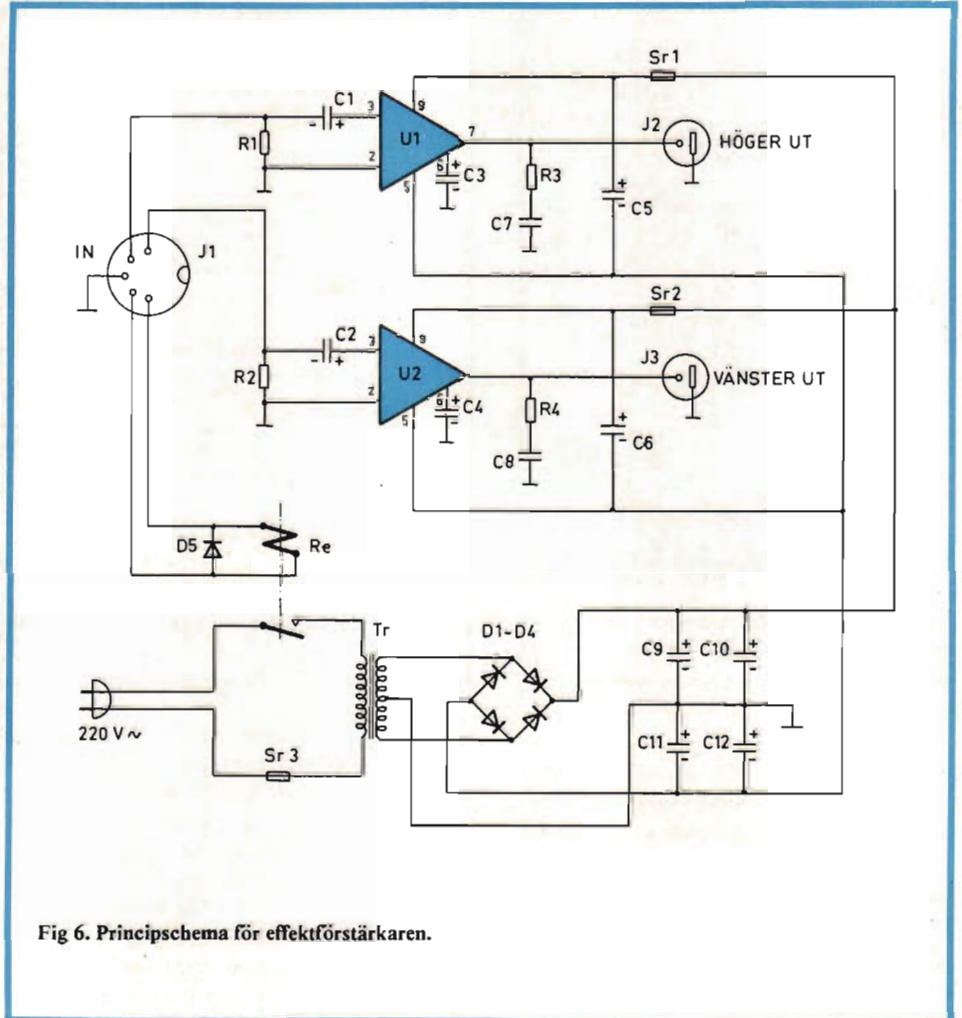 Sr1
C1
3
9
R1
U1
7
J2
HÖGER UT
2
6
C3
R3
5
C7
C5
IN
J1
Sr2
C2
3
9
J3
R2
U2
VÄNSTER UT
2
6
C4
R4
5
C8
C6
D5
Re
Tr
D1-D4
C9
C10
220 V~
C11
C12
Sr 3
Fig 6. Principschema för effektförstärkaren.